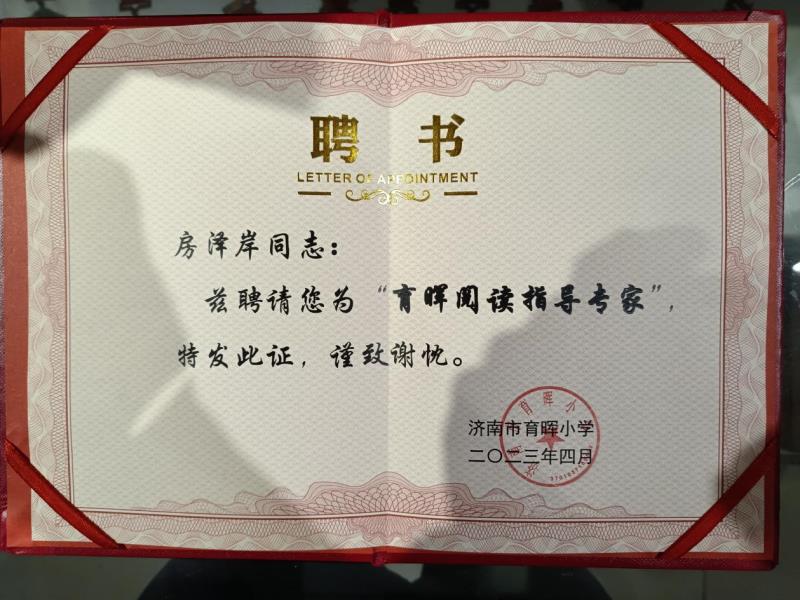 聘 书
LETTER OF APPOINTMENT
房泽岸同志：
兹聘请您为“育晖阅读指导专家”，
特发此证，谨致谢忱。
济南市育晖小学
二〇二三年四月